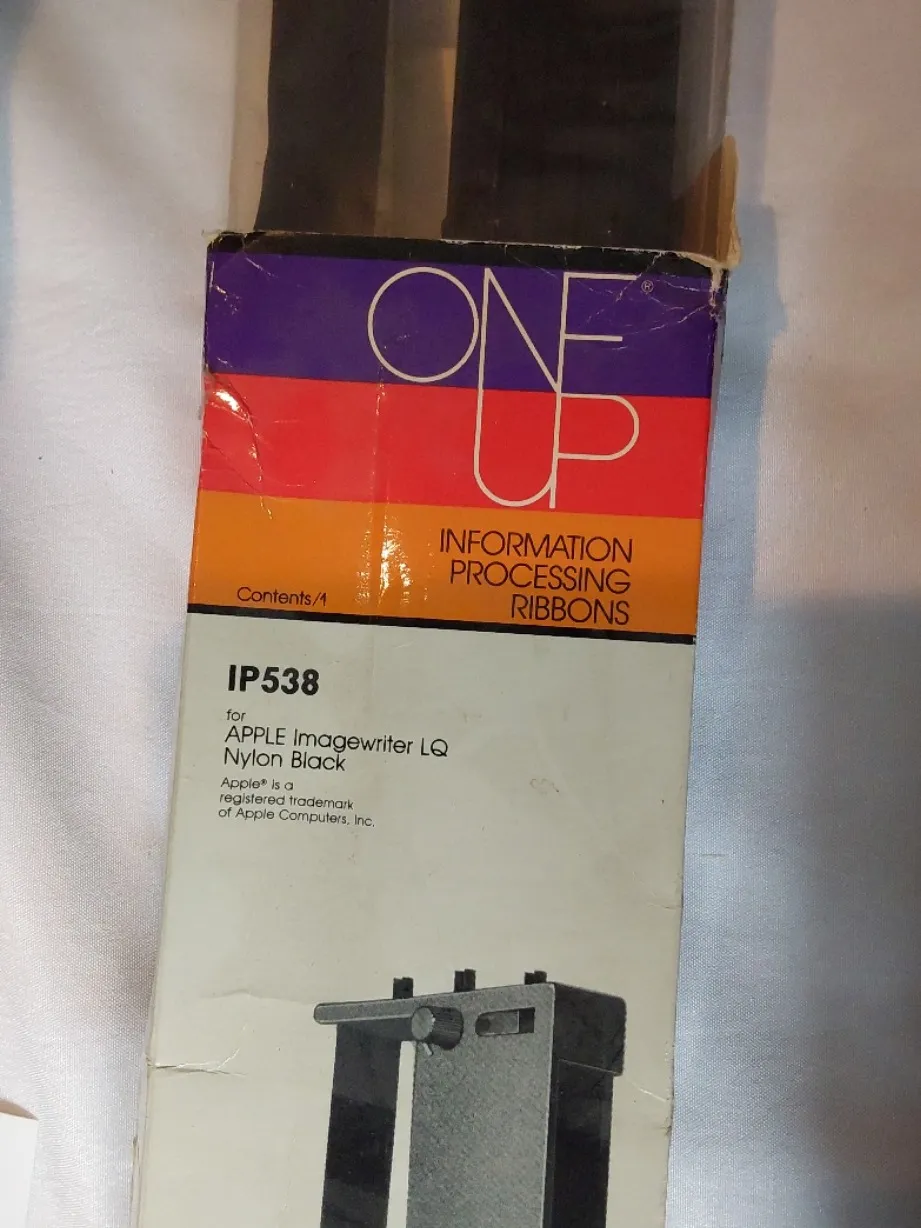 ONE®
UP
INFORMATION
PROCESSING
RIBBONS
Contents/1
IP538
for
APPLE Imagewriter LQ
Nylon Black
Apple® is a
registered trademark
of Apple Computers, Inc.